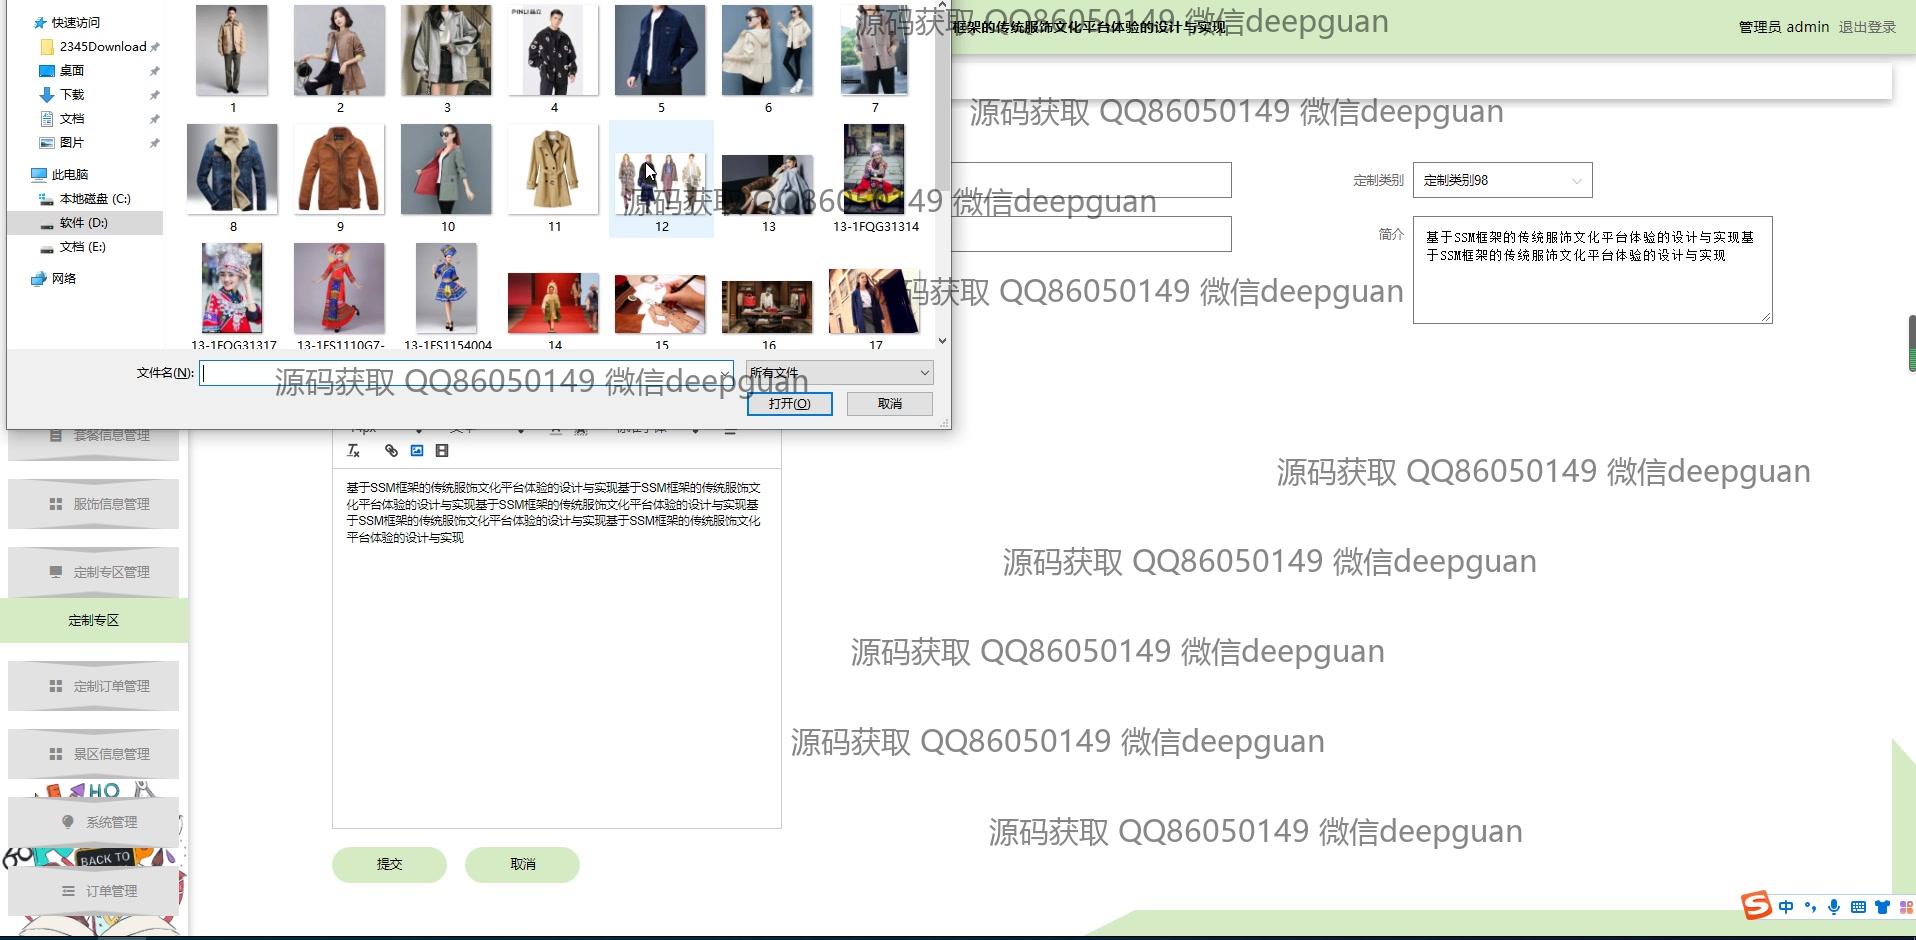 快速访问
2345Download
桌面
下载
文档
图片
此电脑
本地磁盘 (C:)
软件 (D:)
文档 (E:)
网络
PINLI 品立
1
2
3
4
5
6
7
8
9
10
11
12
13
13-1FQG31314
13-1FQG31317
13-1FS1110G7-
13-1FS1154004
14
15
16
17
文件名(N):
所有文件
打开(O)
取消
框架的传统服饰文化平台体验的设计与实现
管理员 admin
退出登录
源码获取 QQ86050149 微信deepguan
源码获取 QQ86050149 微信deepguan
定制类别
定制类别98
源码获取 QQ86050149 微信deepguan
简介
基于SSM框架的传统服饰文化平台体验的设计与实现基
于SSM框架的传统服饰文化平台体验的设计与实现
码获取 QQ86050149 微信deepguan
源码获取 QQ86050149 微信deepguan
套餐信息管理
服饰信息管理
定制专区管理
定制专区
定制订单管理
景区信息管理
HO
系统管理
BACK TO
订单管理
基于SSM框架的传统服饰文化平台体验的设计与实现基于SSM框架的传统服饰文
化平台体验的设计与实现基于SSM框架的传统服饰文化平台体验的设计与实现基
于SSM框架的传统服饰文化平台体验的设计与实现基于SSM框架的传统服饰文化
平台体验的设计与实现
源码获取 QQ86050149 微信deepguan
源码获取 QQ86050149 微信deepguan
源码获取 QQ86050149 微信deepguan
源码获取 QQ86050149 微信deepguan
源码获取 QQ86050149 微信deepguan
提交
取消
中